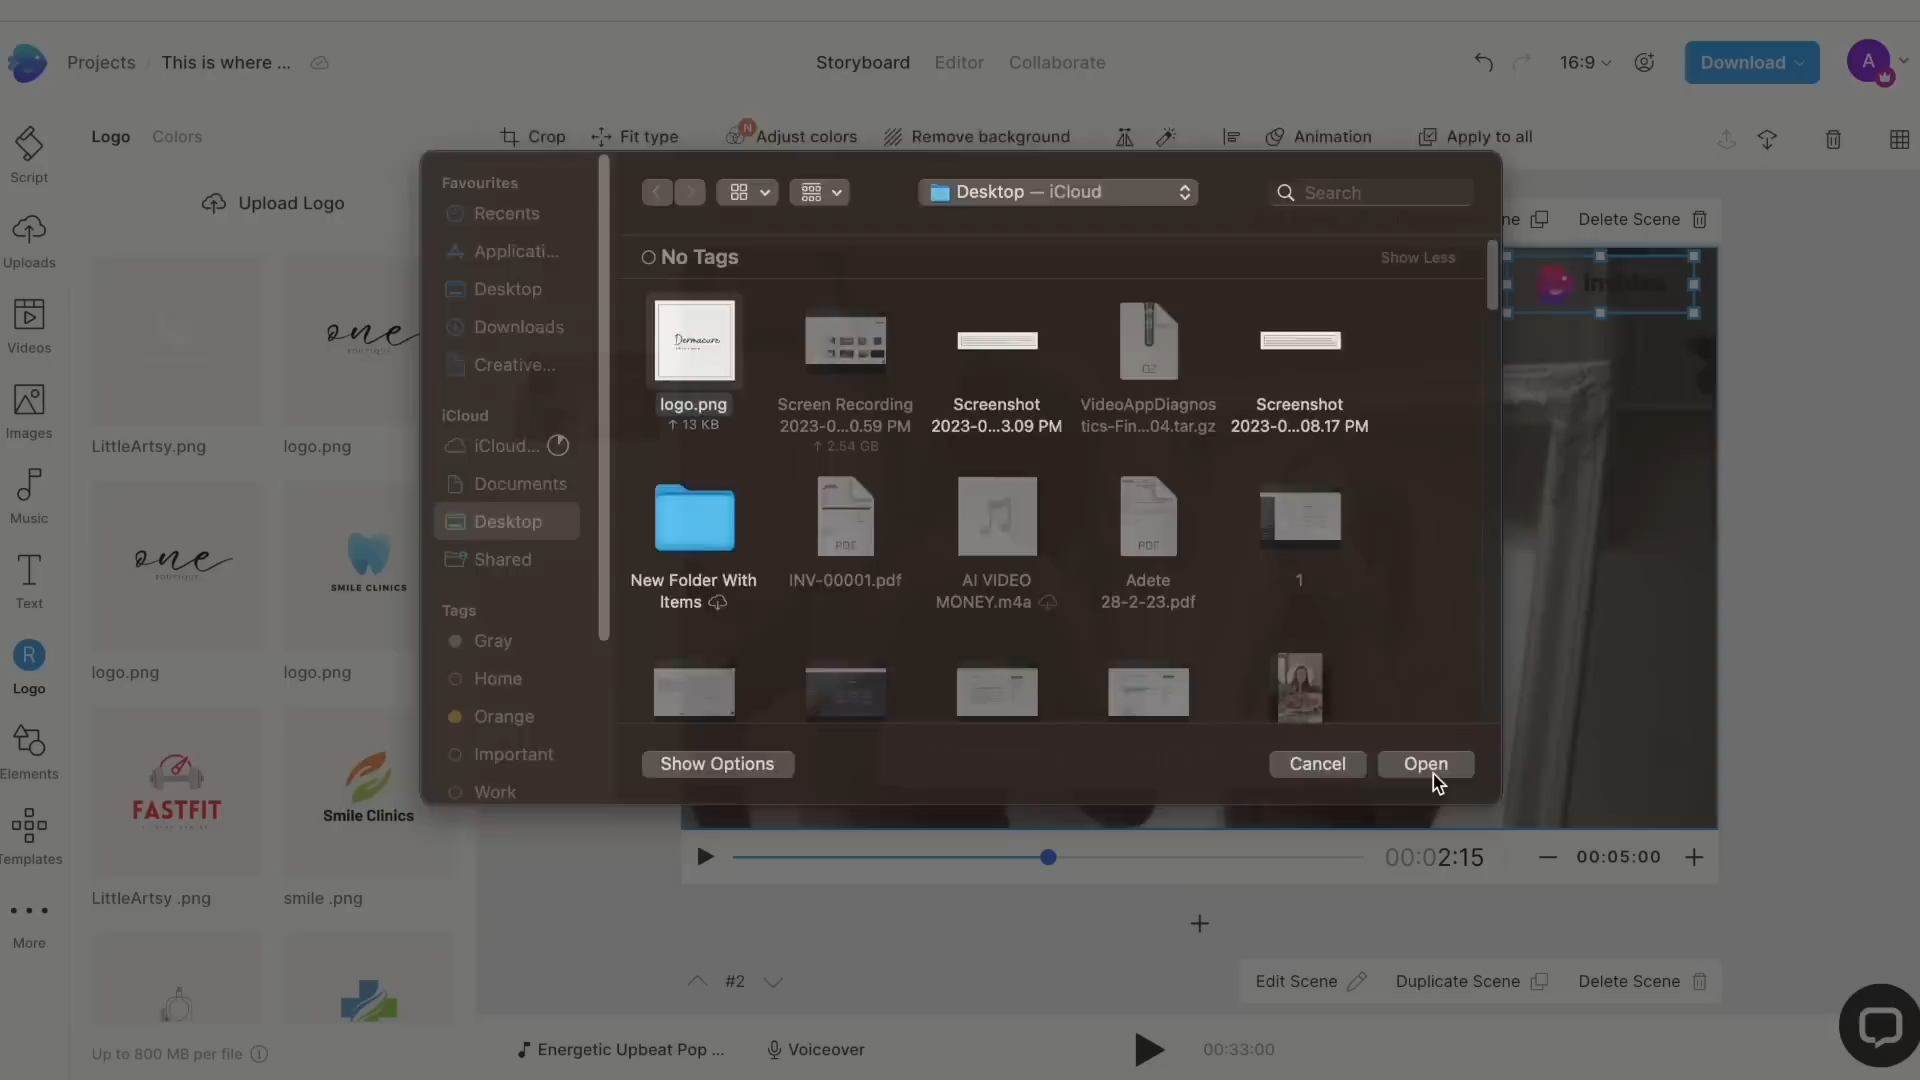 Projects / This is where ...
Storyboard Editor Collaborate
16:9
Download
A
Script
Uploads
Videos
Images
Music
Text
R
Logo
Elements
Templates
More
Logo Colors
Upload Logo
one
LittleArtsy.png
logo.png
one
SMILE CLINICS
logo.png
logo.png
FASTFIT
Smile Clinics
LittleArtsy .png
smile .png
Up to 800 MB per file
Crop Fit type N Adjust colors Remove background Animation Apply to all
ne Delete Scene
Favourites
Recents
Applicati...
Desktop
Downloads
Creative...
iCloud
iCloud...
Documents
Desktop
Shared
Tags
Gray
Home
Orange
Important
Work
Desktop — iCloud
Search
No Tags
Show Less
Dermacure
logo.png
↑ 13 KB
Screen Recording
2023-0...0.59 PM
↑ 2.54 GB
Screenshot
2023-0...3.09 PM
GZ
VideoAppDiagnos
tics-Fin...04.tar.gz
Screenshot
2023-0...08.17 PM
New Folder With
Items
PDF
INV-00001.pdf
AI VIDEO
MONEY.m4a
PDF
Adete
28-2-23.pdf
1
Show Options
Cancel
Open
00:02:15
00:05:00
#2
Edit Scene Duplicate Scene Delete Scene
Energetic Upbeat Pop ...
Voiceover
00:33:00